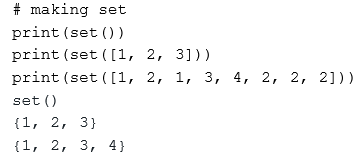 # making set
print(set())
print(set([1, 2, 3]))
print(set([1, 2, 1, 3, 4, 2, 2, 2]))
set()
{1, 2, 3}
{1, 2, 3, 4}